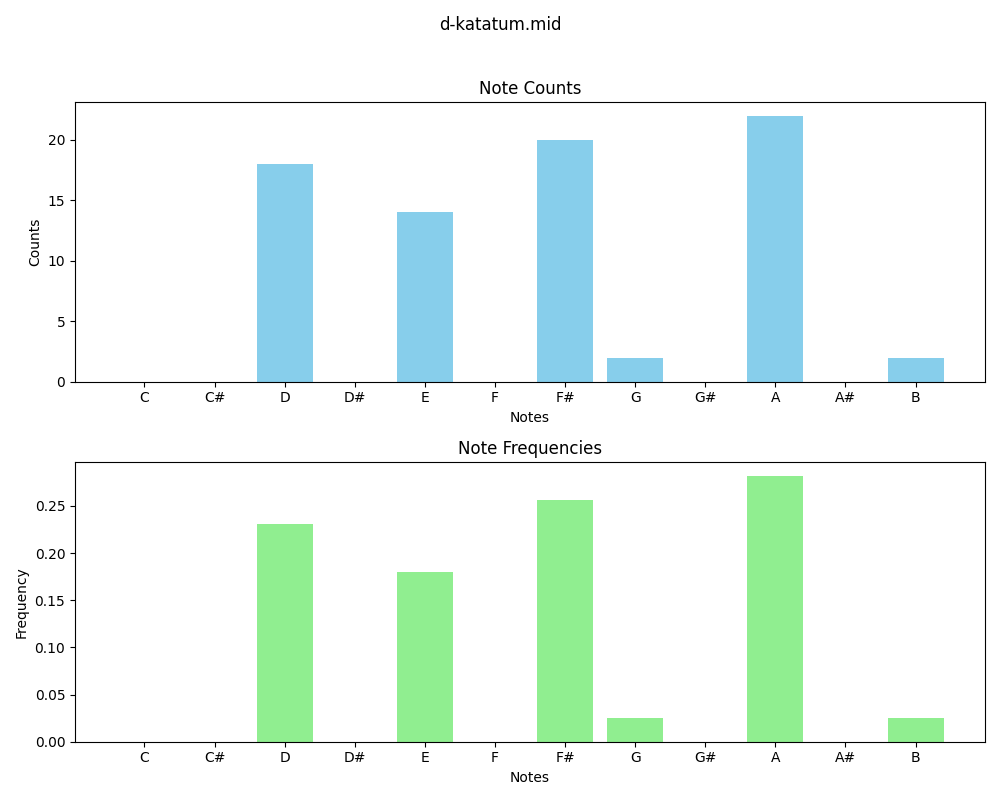 d-katatum.mid
Note Counts
20
15
10
5
0
Counts
C C# D D# E F F# G G# A A# B
Notes
Note Frequencies
0.25
0.20
0.15
0.10
0.05
0.00
Frequency
C C# D D# E F F# G G# A A# B
Notes